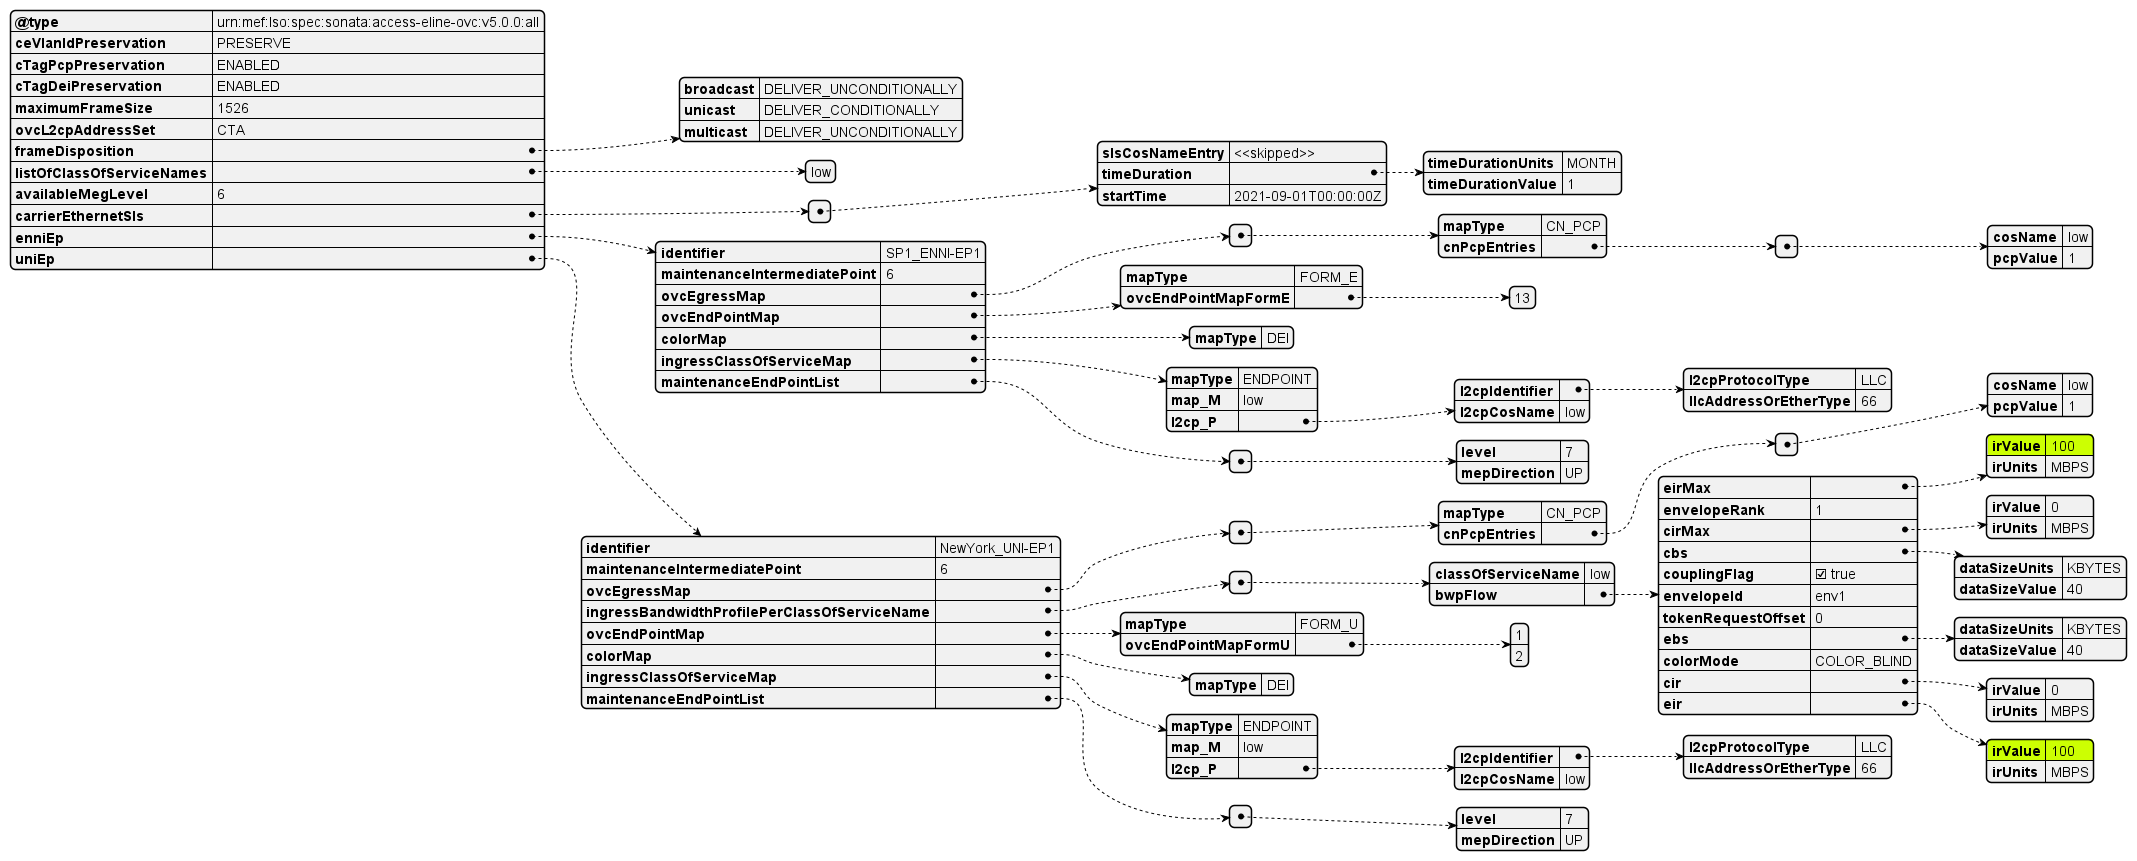 @type urn:mef:lso:spec:sonata:access-eline-ovc:v5.0.0:all
ceVlanIdPreservation PRESERVE
cTagPcpPreservation ENABLED
cTagDeiPreservation ENABLED
maximumFrameSize 1526
ovcL2cpAddressSet CTA
frameDisposition
listOfClassOfServiceNames
availableMegLevel 6
carrierEthernetSls
enniEp
uniEp
broadcast DELIVER_UNCONDITIONALLY
unicast DELIVER_CONDITIONALLY
multicast DELIVER_UNCONDITIONALLY
low
slsCosNameEntry <<skipped>>
timeDuration
startTime 2021-09-01T00:00:00Z
timeDurationUnits MONTH
timeDurationValue 1
identifier SP1_ENNI-EP1
maintenanceIntermediatePoint 6
ovcEgressMap
ovcEndPointMap
colorMap
ingressClassOfServiceMap
maintenanceEndPointList
mapType CN_PCP
cnPcpEntries
cosName low
pcpValue 1
mapType FORM_E
ovcEndPointMapFormE
13
mapType DEI
mapType ENDPOINT
map_M low
l2cp_P
l2cpIdentifier
l2cpCosName low
l2cpProtocolType LLC
llcAddressOrEtherType 66
level 7
mepDirection UP
identifier NewYork_UNI-EP1
maintenanceIntermediatePoint 6
ovcEgressMap
ingressBandwidthProfilePerClassOfServiceName
ovcEndPointMap
colorMap
ingressClassOfServiceMap
maintenanceEndPointList
mapType CN_PCP
cnPcpEntries
cosName low
pcpValue 1
classOfServiceName low
bwpFlow
eirMax
envelopeRank 1
cirMax
cbs
couplingFlag ☑ true
envelopeId env1
tokenRequestOffset 0
ebs
colorMode COLOR_BLIND
cir
eir
irValue 100
irUnits MBPS
irValue 0
irUnits MBPS
dataSizeUnits KBYTES
dataSizeValue 40
dataSizeUnits KBYTES
dataSizeValue 40
irValue 0
irUnits MBPS
irValue 100
irUnits MBPS
mapType FORM_U
ovcEndPointMapFormU
1
2
mapType DEI
mapType ENDPOINT
map_M low
l2cp_P
l2cpIdentifier
l2cpCosName low
l2cpProtocolType LLC
llcAddressOrEtherType 66
level 7
mepDirection UP